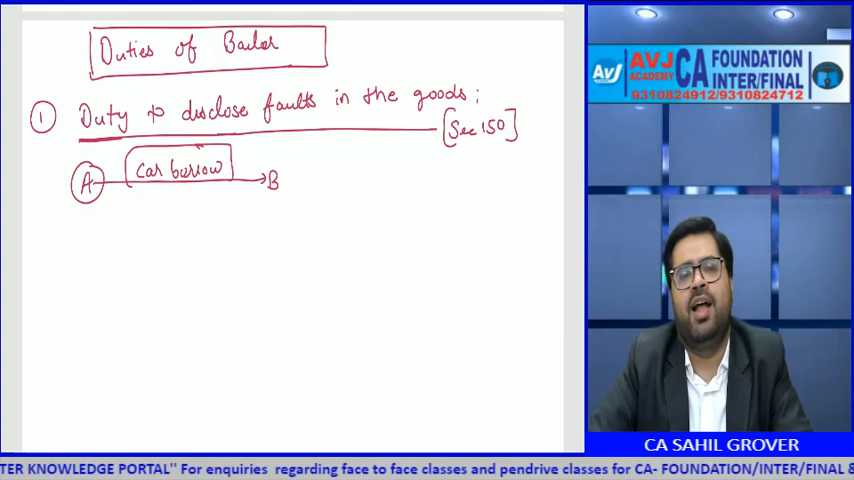 Duties of Bailor
① Duty to disclose faults in the goods :
[Sec 150]
Car borrow
A → B
AVJ
ACADEMY
CA FOUNDATION
INTER/FINAL
9310824912/9310824712
CA SAHIL GROVER
TER KNOWLEDGE PORTAL" For enquiries regarding face to face classes and pendrive classes for CA- FOUNDATION/INTER/FINAL &